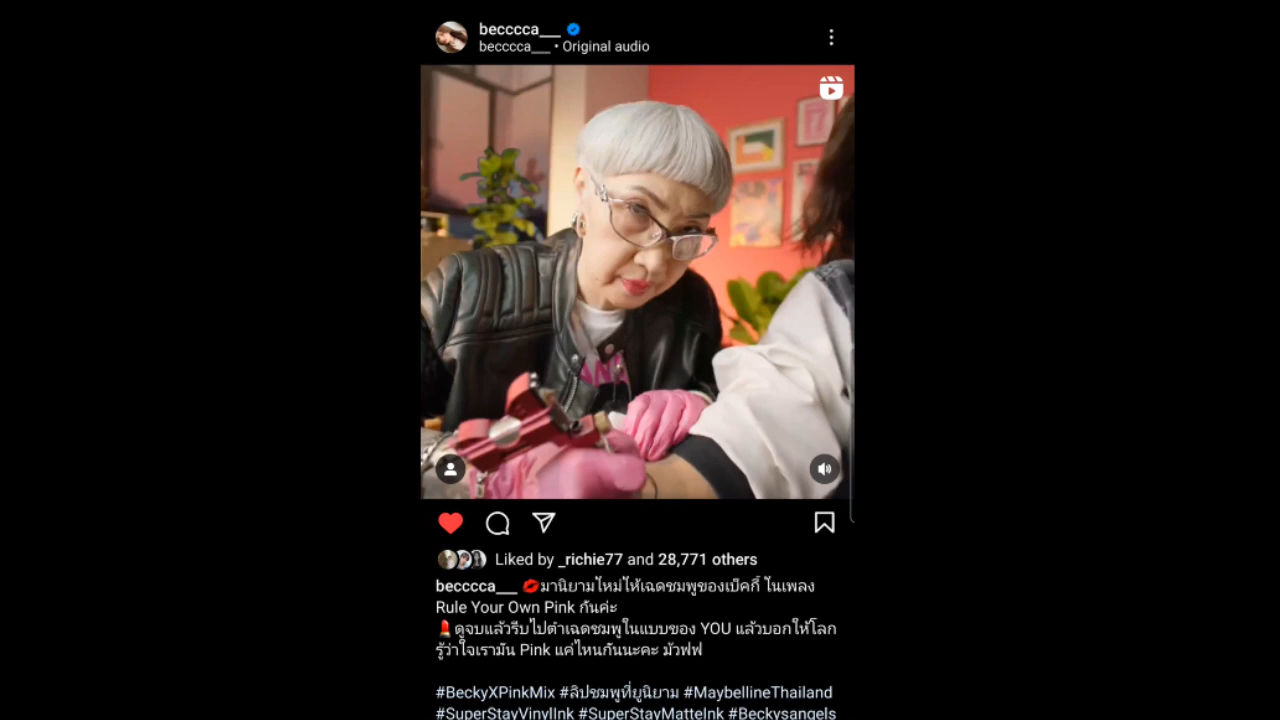 becccca___
becccca___ • Original audio
Liked by _richie77 and 28,771 others
becccca___ 💋มานิยามใหม่ให้เฉดชมพูของเบ็คกี้ ในเพลง
Rule Your Own Pink กันค่ะ
💄ดูจบแล้วรีบไปตำเฉดชมพูในแบบของ YOU แล้วบอกให้โลก
รู้ว่าใจเรามัน Pink แค่ไหนกันนะคะ มัวฟฟ
#BeckyXPinkMix #ลิปชมพูที่ยูนิยาม #MaybellineThailand
#SuperStayVinylInk #SuperStayMatteInk #Beckysangels